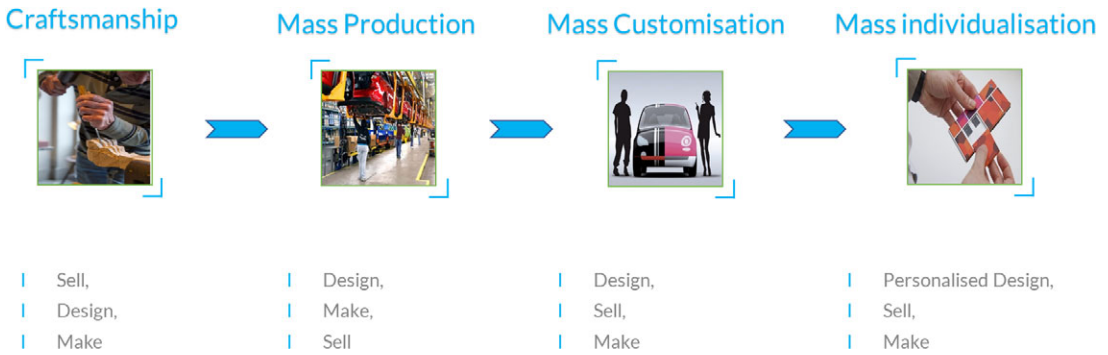 Craftsmanship
Mass Production
Mass Customisation
Mass individualisation
Sell,
Design,
Make
Design,
Make,
Sell
Design,
Sell,
Make
Personalised Design,
Sell,
Make